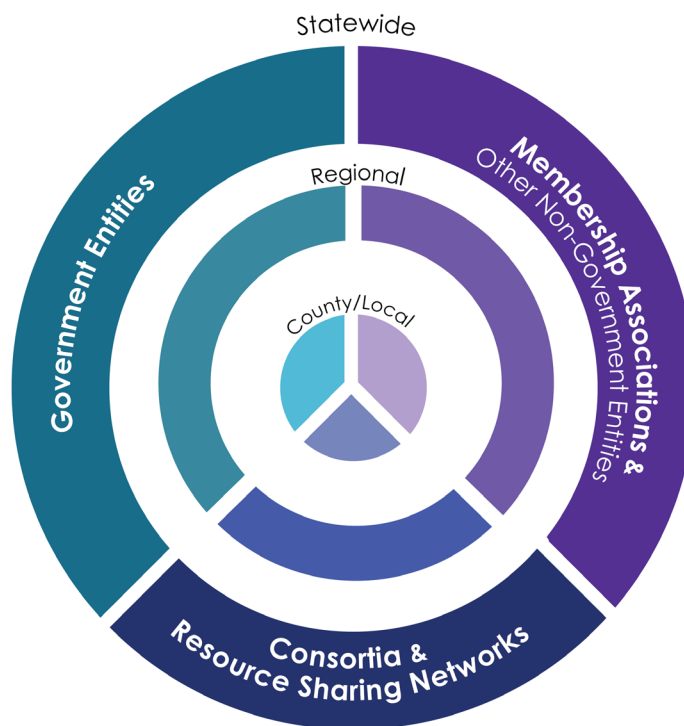 Statewide
Regional
County/Local
Government Entities
Membership Associations &
Other Non-Government Entities
Consortia &
Resource Sharing Networks